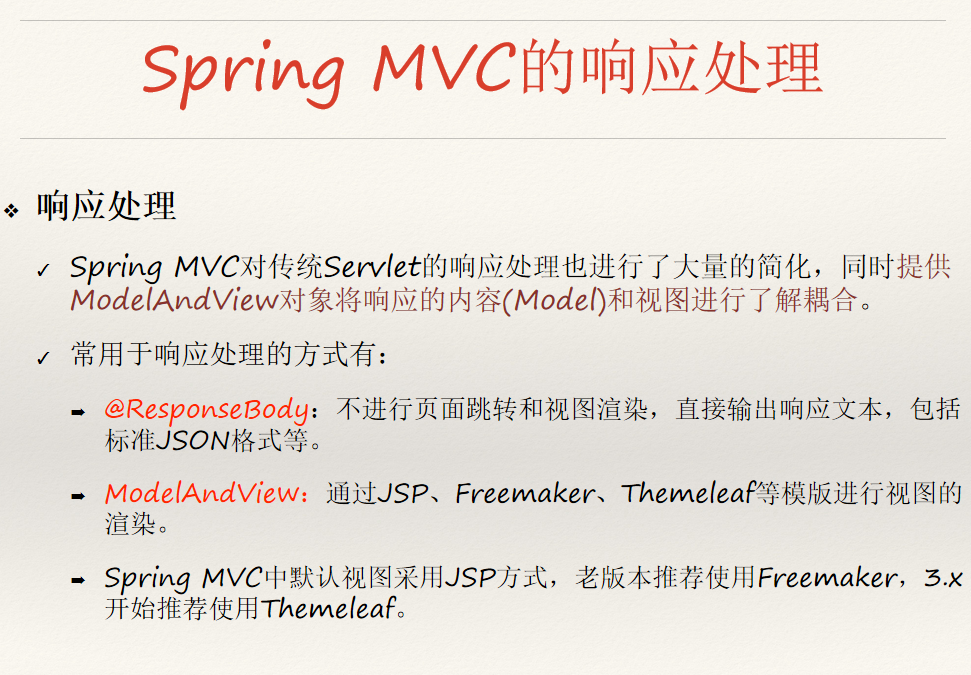 Spring MVC的响应处理
响应处理
Spring MVC对传统Servlet的响应处理也进行了大量的简化，同时提供
ModelAndView对象将响应的内容(Model)和视图进行了解耦合。
常用于响应处理的方式有：
@ResponseBody：不进行页面跳转和视图渲染，直接输出响应文本，包括
标准JSON格式等。
ModelAndView：通过JSP、Freemaker、Themeleaf等模版进行视图的
渲染。
Spring MVC中默认视图采用JSP方式，老版本推荐使用Freemaker，3.x
开始推荐使用Themeleaf。